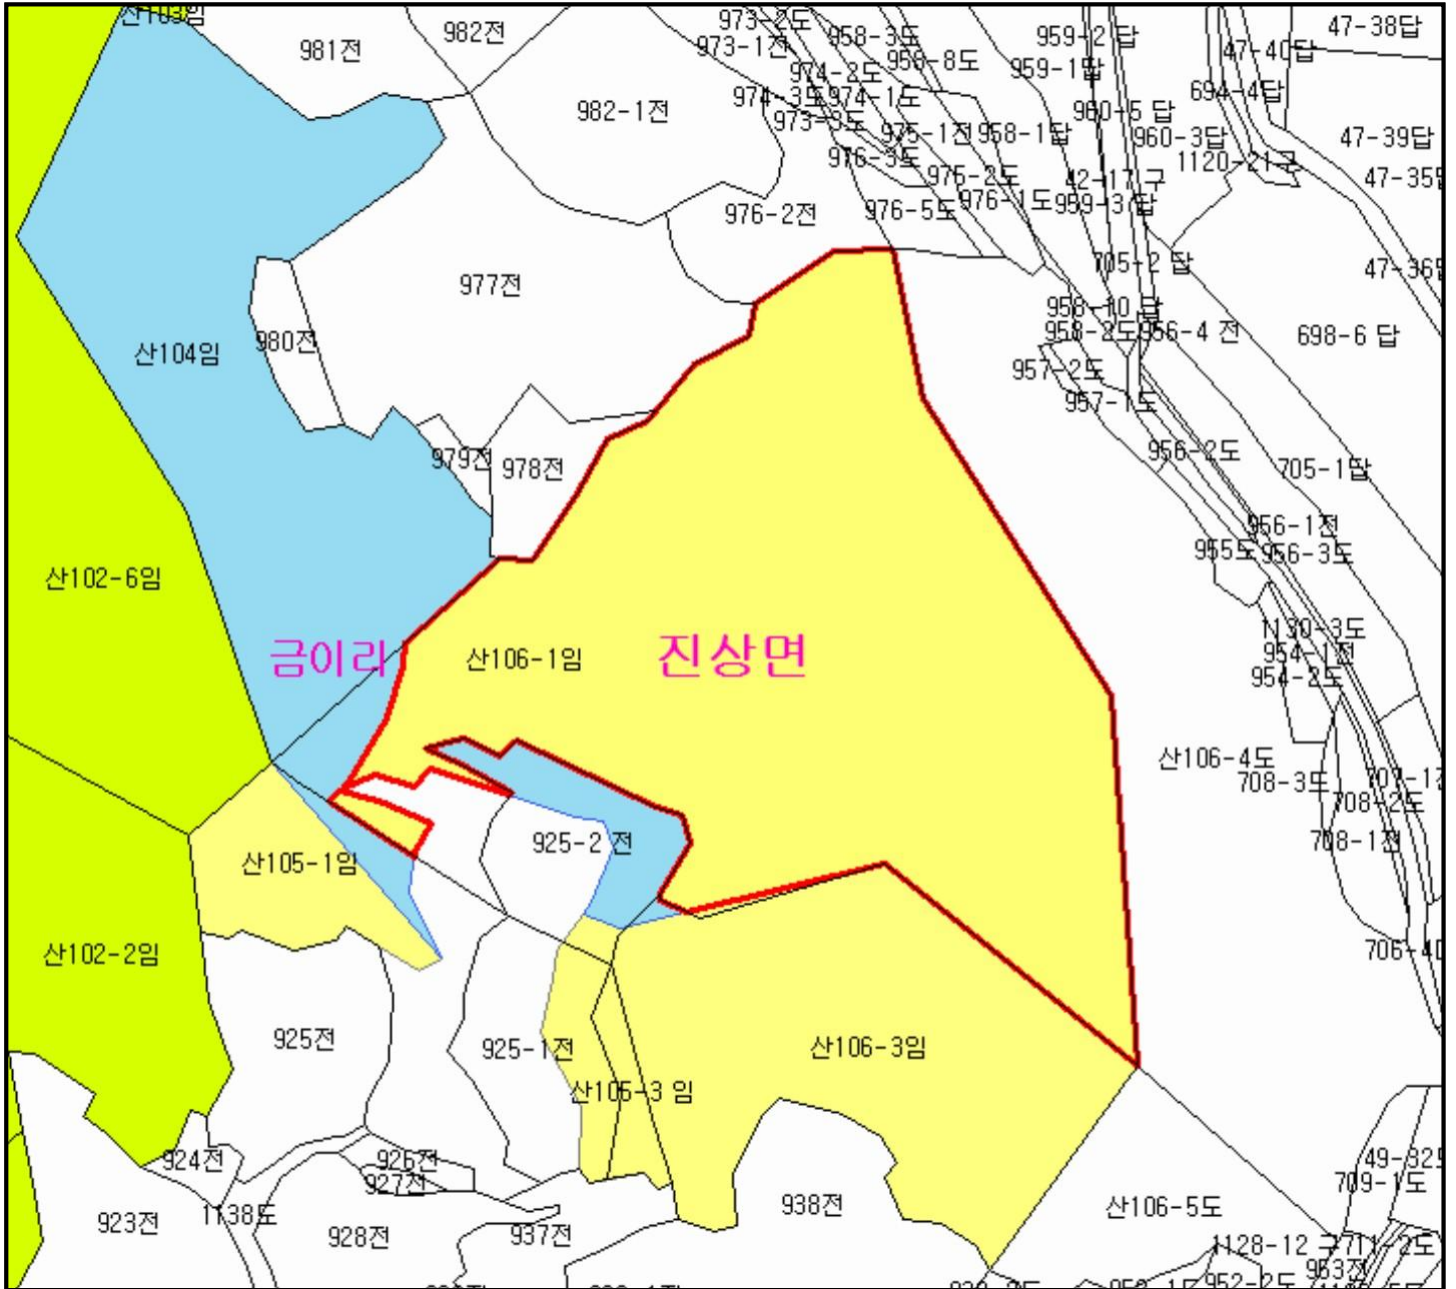 산103임
981전
982전
973-2도
973-1전
958-3도
958-8도
959-2 답
959-1답
47-38답
47-40답
982-1전
974-2도
974-3도
974-1도
973-3도
975-1전
958-1답
960-5 답
694-4답
960-3답
47-39답
976-3도
1120-21구
975-2도
42-17 구
976-2전
976-5도
976-1도
959-3 답
705-2 답
977전
958-10 답
958-2도
956-4 전
698-6 답
산104임
980전
957-2도
957-1도
956-2도
979전
978전
705-1답
956-1전
955도
956-3도
산102-6임
금이리
산106-1임
진상면
1130-3도
954-1전
954-2도
산106-4도
708-3도
708-2도
708-1전
산105-1임
925-2 전
산102-2임
925전
925-1전
산106-3임
924전
926전
927전
709-1도
923전
1138도
928전
937전
938전
산106-5도
1128-12 구
711-2도
953전
952-2도